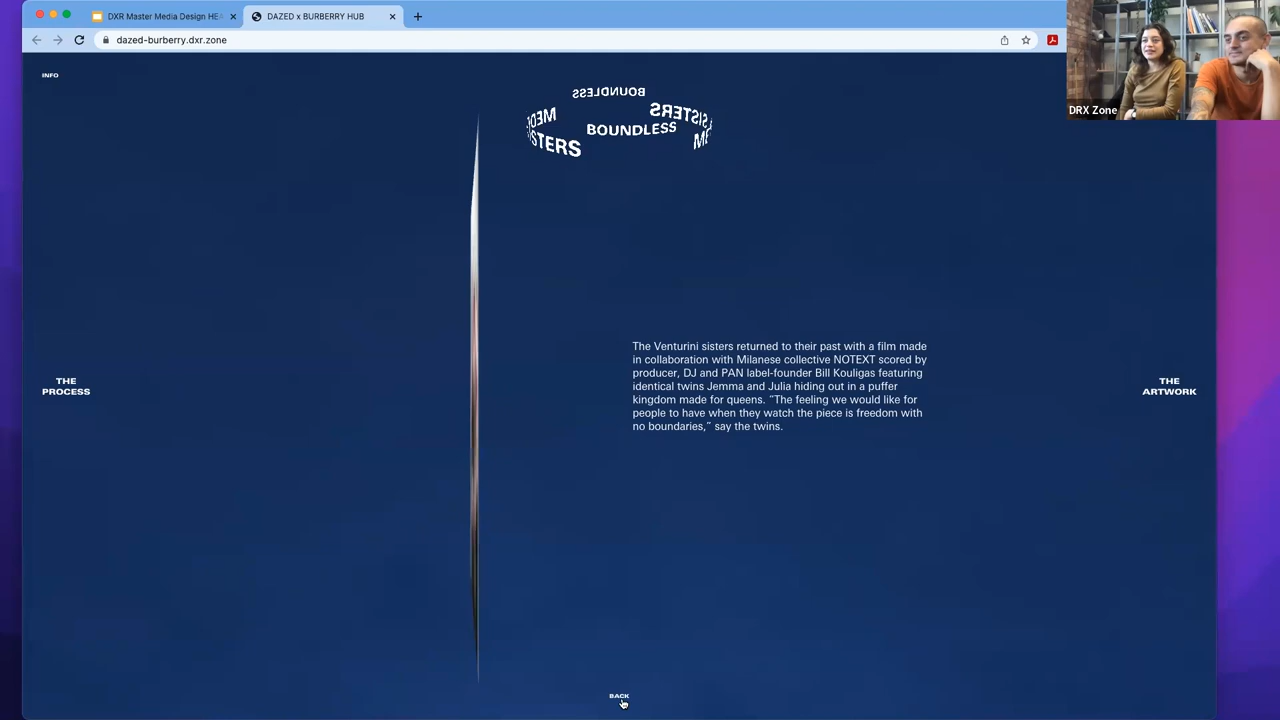 DXR Master Media Design HEA
DAZED x BURBERRY HUB
dazed-burberry.dxr.zone
DRX Zone
INFO
BOUNDLESS
SISTERS
BOUNDLESS
STERS
THE
PROCESS
The Venturini sisters returned to their past with a film made
in collaboration with Milanese collective NOTEXT scored by
producer, DJ and PAN label-founder Bill Kouligas featuring
identical twins Jemma and Julia hiding out in a puffer
kingdom made for queens. “The feeling we would like for
people to have when they watch the piece is freedom with
no boundaries,” say the twins.
THE
ARTWORK
BACK